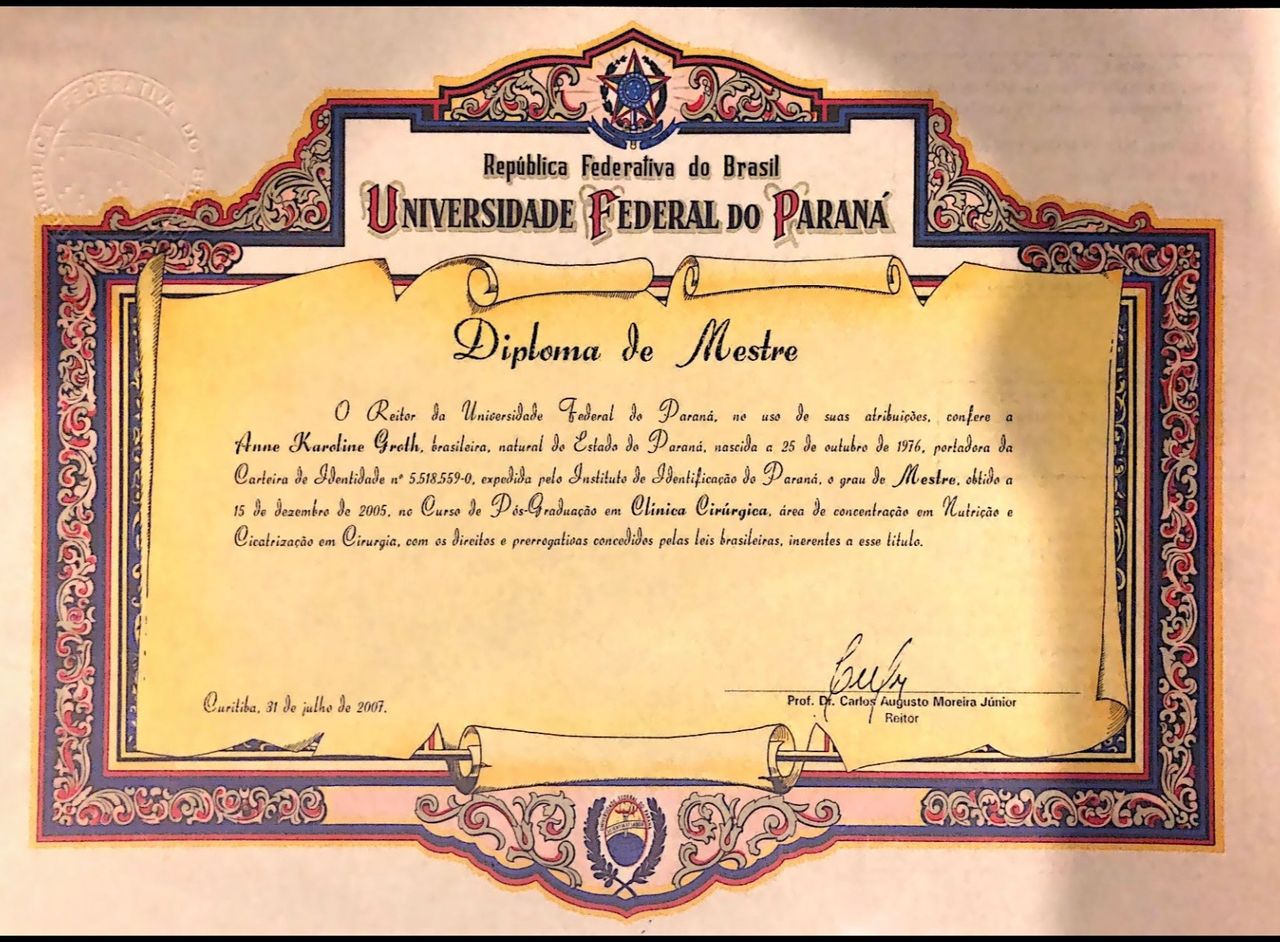 REPÚBLICA FEDERATIVA DO
República Federativa do Brasil
UNIVERSIDADE FEDERAL DO PARANÁ
Diploma de Mestre
O Reitor da Universidade Federal do Paraná, no uso de suas atribuições, confere a
Anne Karoline Groth, brasileira, natural do Estado do Paraná, nascida a 25 de outubro de 1976, portadora da
Carteira de Identidade nº 5.518.559-0, expedida pelo Instituto de Identificação do Paraná, o grau de Mestre, obtido a
15 de dezembro de 2005, no Curso de Pós-Graduação em Clínica Cirúrgica, área de concentração em Nutrição e
Cicatrização em Cirurgia, com os direitos e prerrogativas concedidos pelas leis brasileiras, inerentes a esse título.
Curitiba, 31 de julho de 2007.
Prof. Dr. Carlos Augusto Moreira Júnior
Reitor